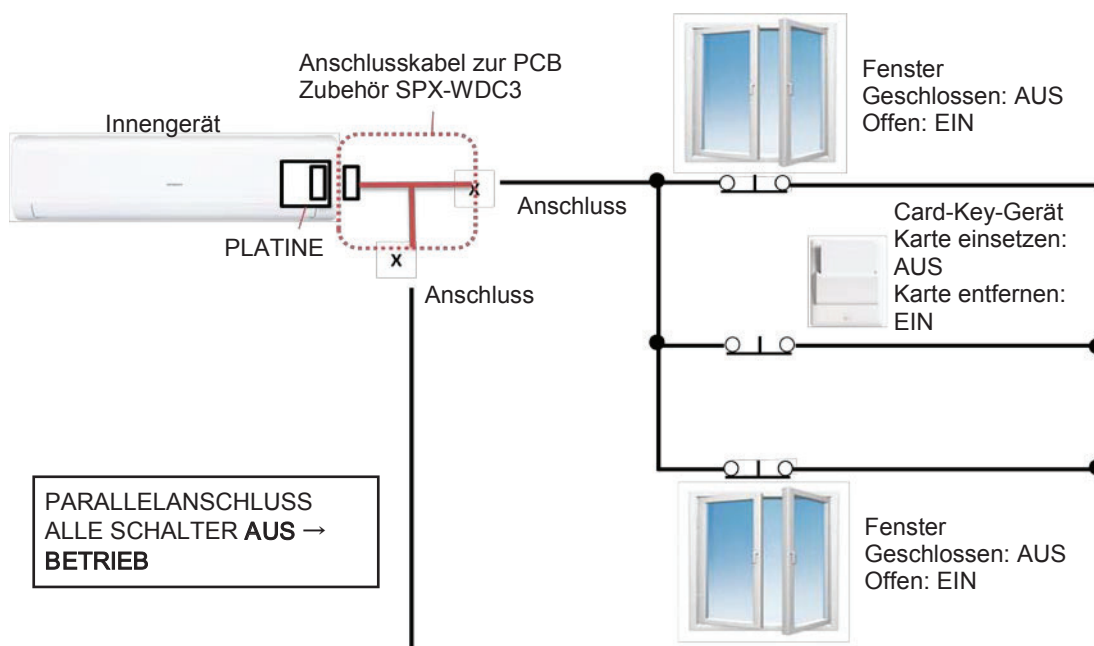 Anschlusskabel zur PCB
Zubehör SPX-WDC3
Innengerät
PLATINE
X
Anschluss
X
Anschluss
Fenster
Geschlossen: AUS
Offen: EIN
Card-Key-Gerät
Karte einsetzen:
AUS
Karte entfernen:
EIN
PARALLELANSCHLUSS
ALLE SCHALTER AUS →
BETRIEB
Fenster
Geschlossen: AUS
Offen: EIN